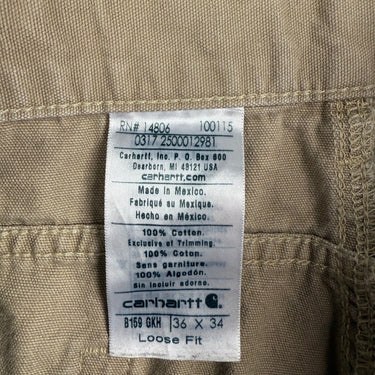 RN# 14806 100115
0317 2500012981
Carhartt, Inc. P. O. Box 600
Dearborn, MI 48121 USA
carhartt.com
Made in Mexico.
Fabriqué au Mexique.
Hecho en México.
100% Cotton.
Exclusive of Trimming.
100% Coton.
Sans garniture.
100% Algodón.
Sin incluir adorno.
carhartt
B159 GKH 36 X 34
Loose Fit